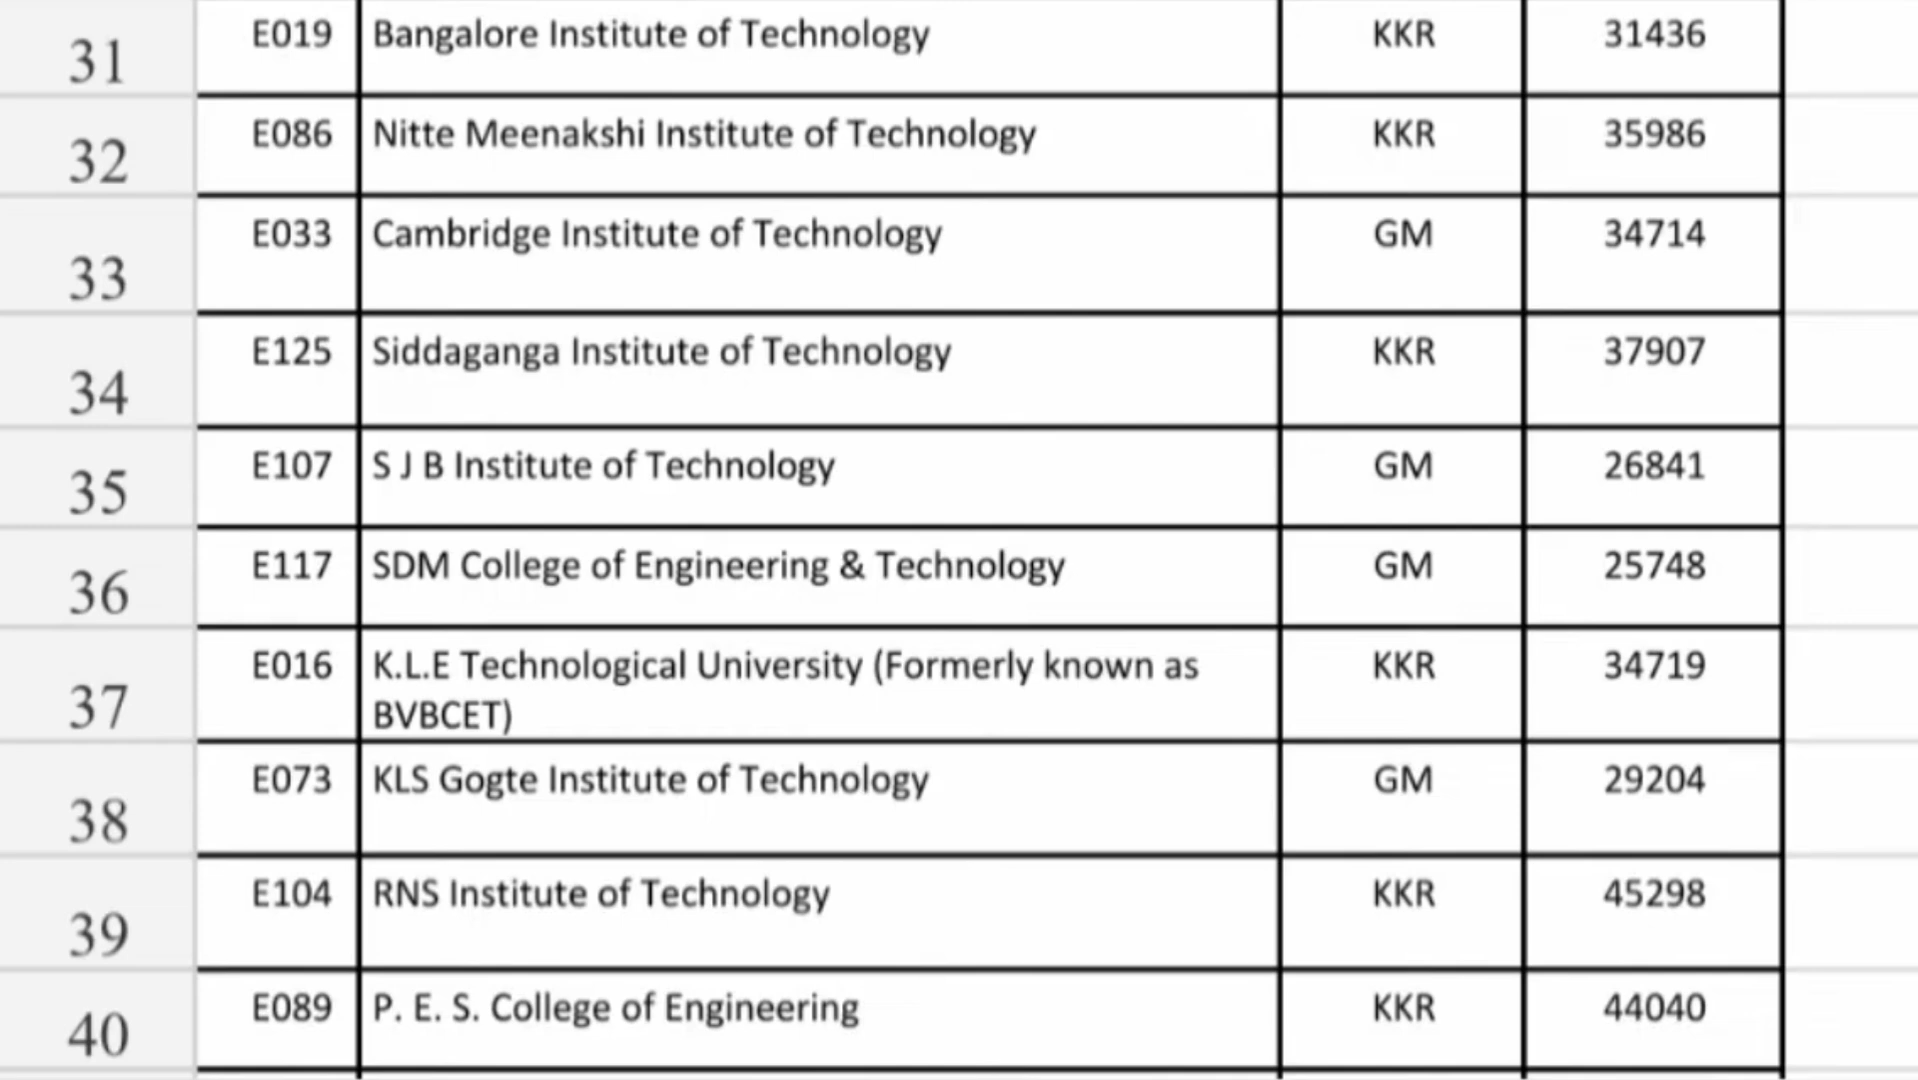 31 E019 Bangalore Institute of Technology KKR 31436
32 E086 Nitte Meenakshi Institute of Technology KKR 35986
33 E033 Cambridge Institute of Technology GM 34714
34 E125 Siddaganga Institute of Technology KKR 37907
35 E107 S J B Institute of Technology GM 26841
36 E117 SDM College of Engineering & Technology GM 25748
37 E016 K.L.E Technological University (Formerly known as KKR 34719
BVBCET)
38 E073 KLS Gogte Institute of Technology GM 29204
39 E104 RNS Institute of Technology KKR 45298
40 E089 P. E. S. College of Engineering KKR 44040